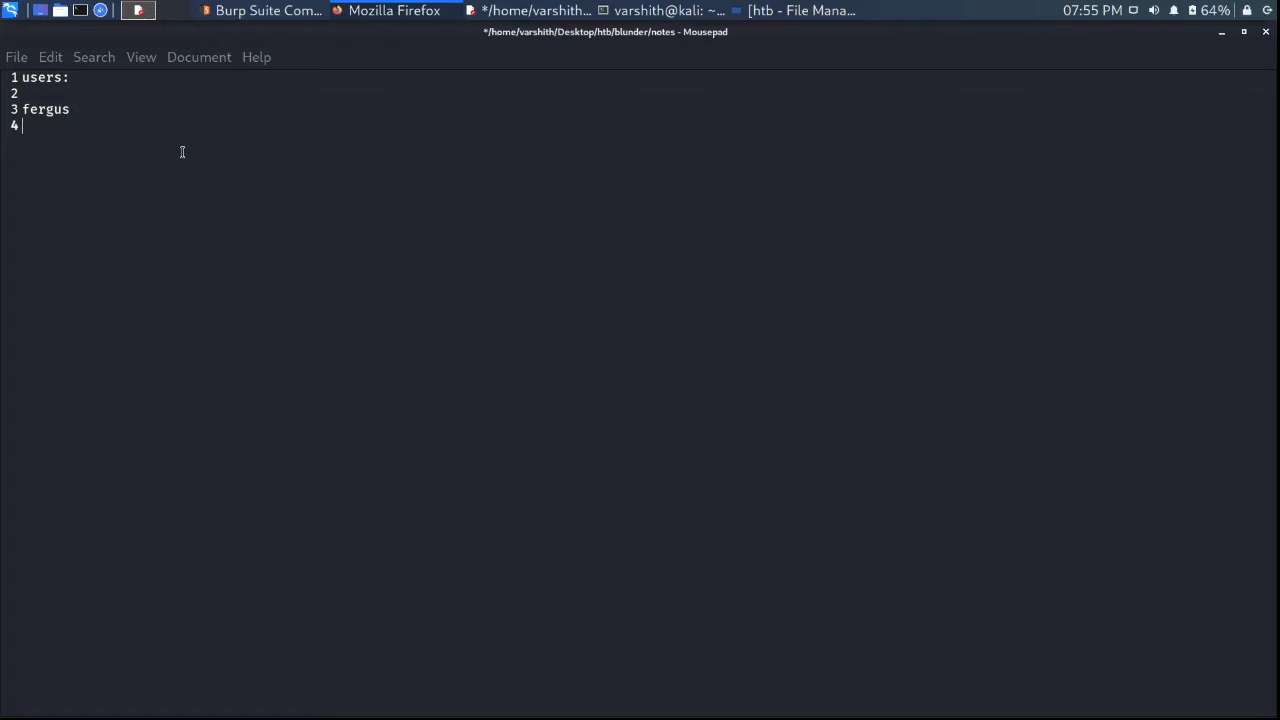 Burp Suite Com...
Mozilla Firefox
*/home/varshith...
varshith@kali: ~...
[htb - File Mana...
07:55 PM
64%
*/home/varshith/Desktop/htb/blunder/notes - Mousepad
File Edit Search View Document Help
1 users:
2
3 fergus
4